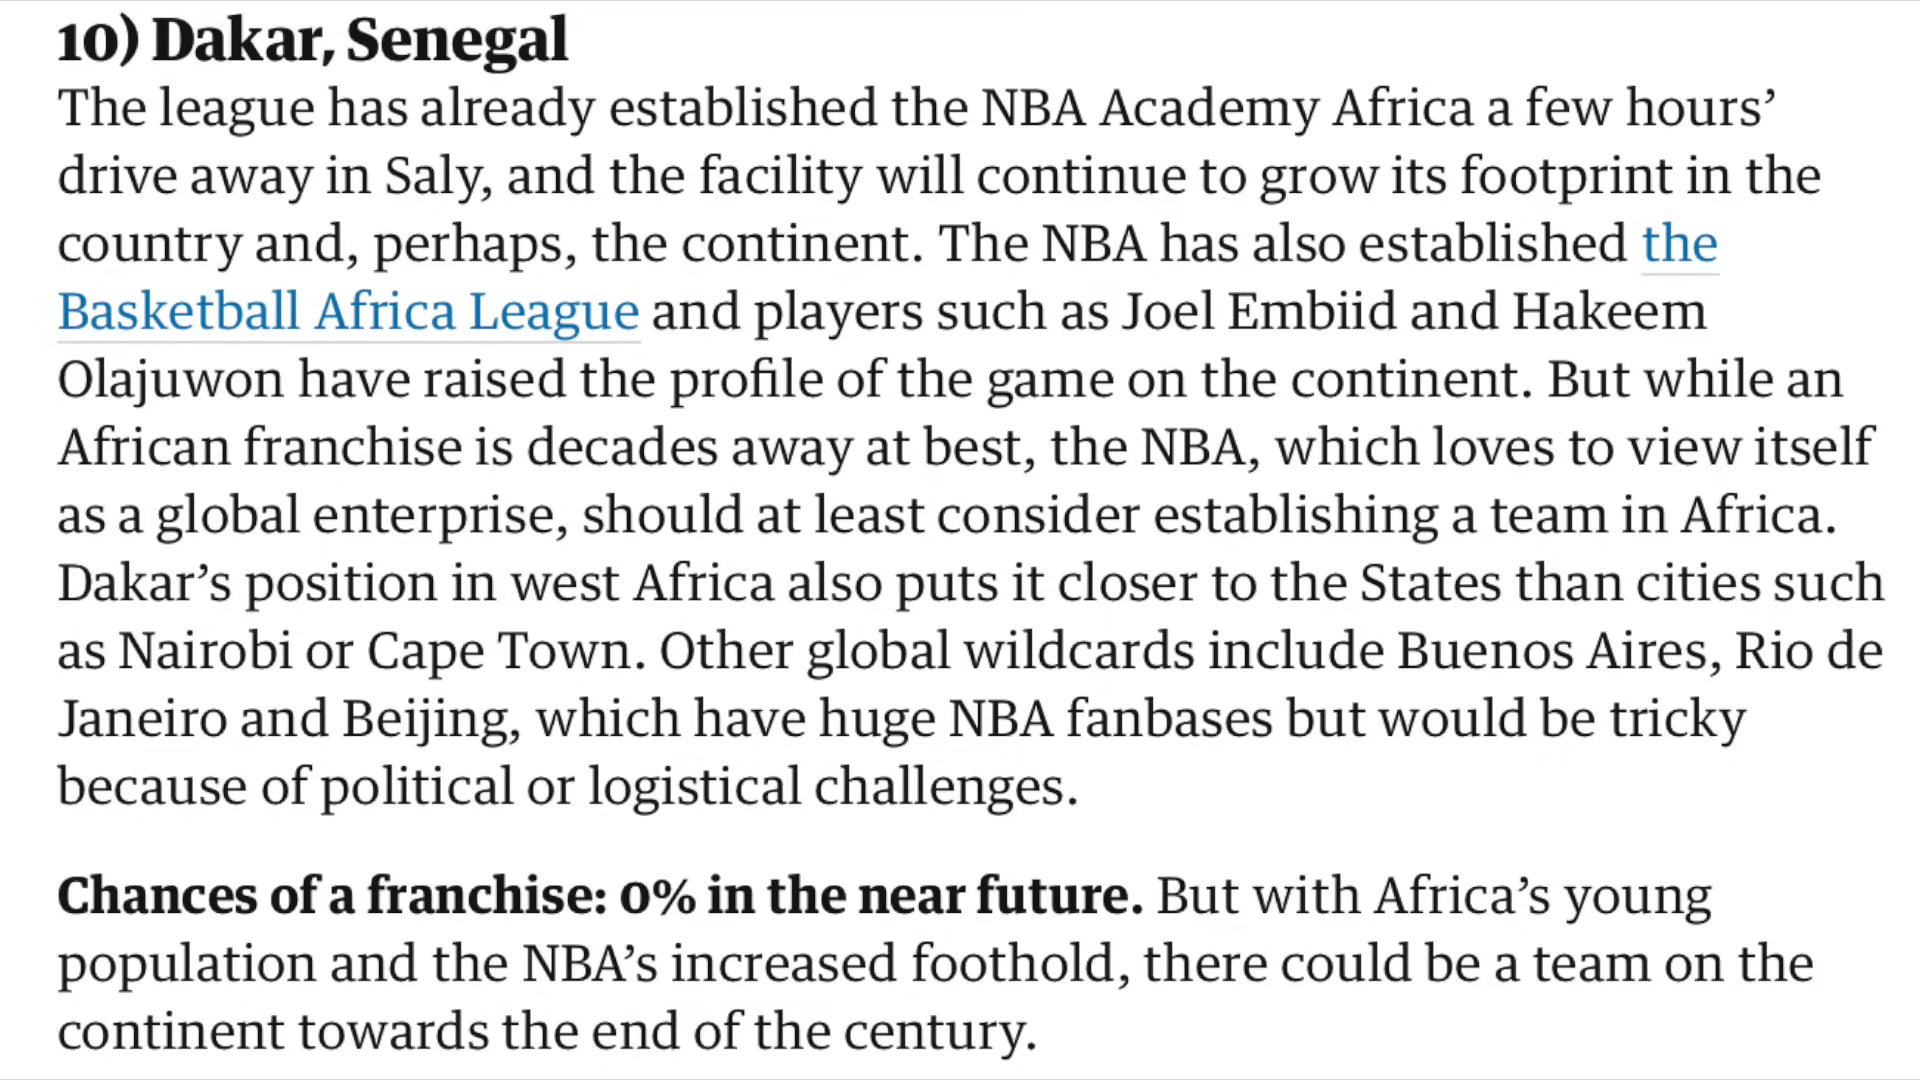 10) Dakar, Senegal
The league has already established the NBA Academy Africa a few hours’
drive away in Saly, and the facility will continue to grow its footprint in the
country and, perhaps, the continent. The NBA has also established the
Basketball Africa League and players such as Joel Embiid and Hakeem
Olajuwon have raised the profile of the game on the continent. But while an
African franchise is decades away at best, the NBA, which loves to view itself
as a global enterprise, should at least consider establishing a team in Africa.
Dakar’s position in west Africa also puts it closer to the States than cities such
as Nairobi or Cape Town. Other global wildcards include Buenos Aires, Rio de
Janeiro and Beijing, which have huge NBA fanbases but would be tricky
because of political or logistical challenges.
Chances of a franchise: 0% in the near future. But with Africa’s young
population and the NBA’s increased foothold, there could be a team on the
continent towards the end of the century.